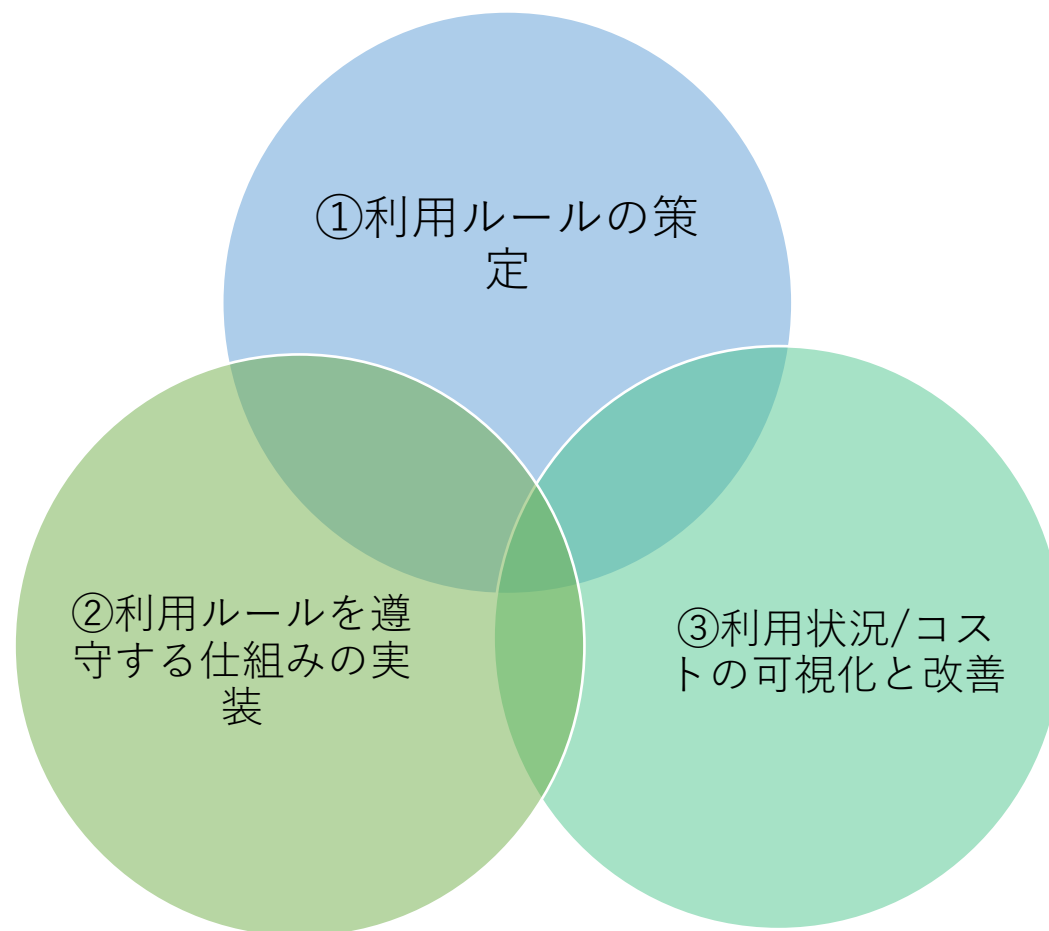 ①利用ルールの策
定
②利用ルールを遵
守する仕組みの実
装
③利用状況/コス
トの可視化と改善